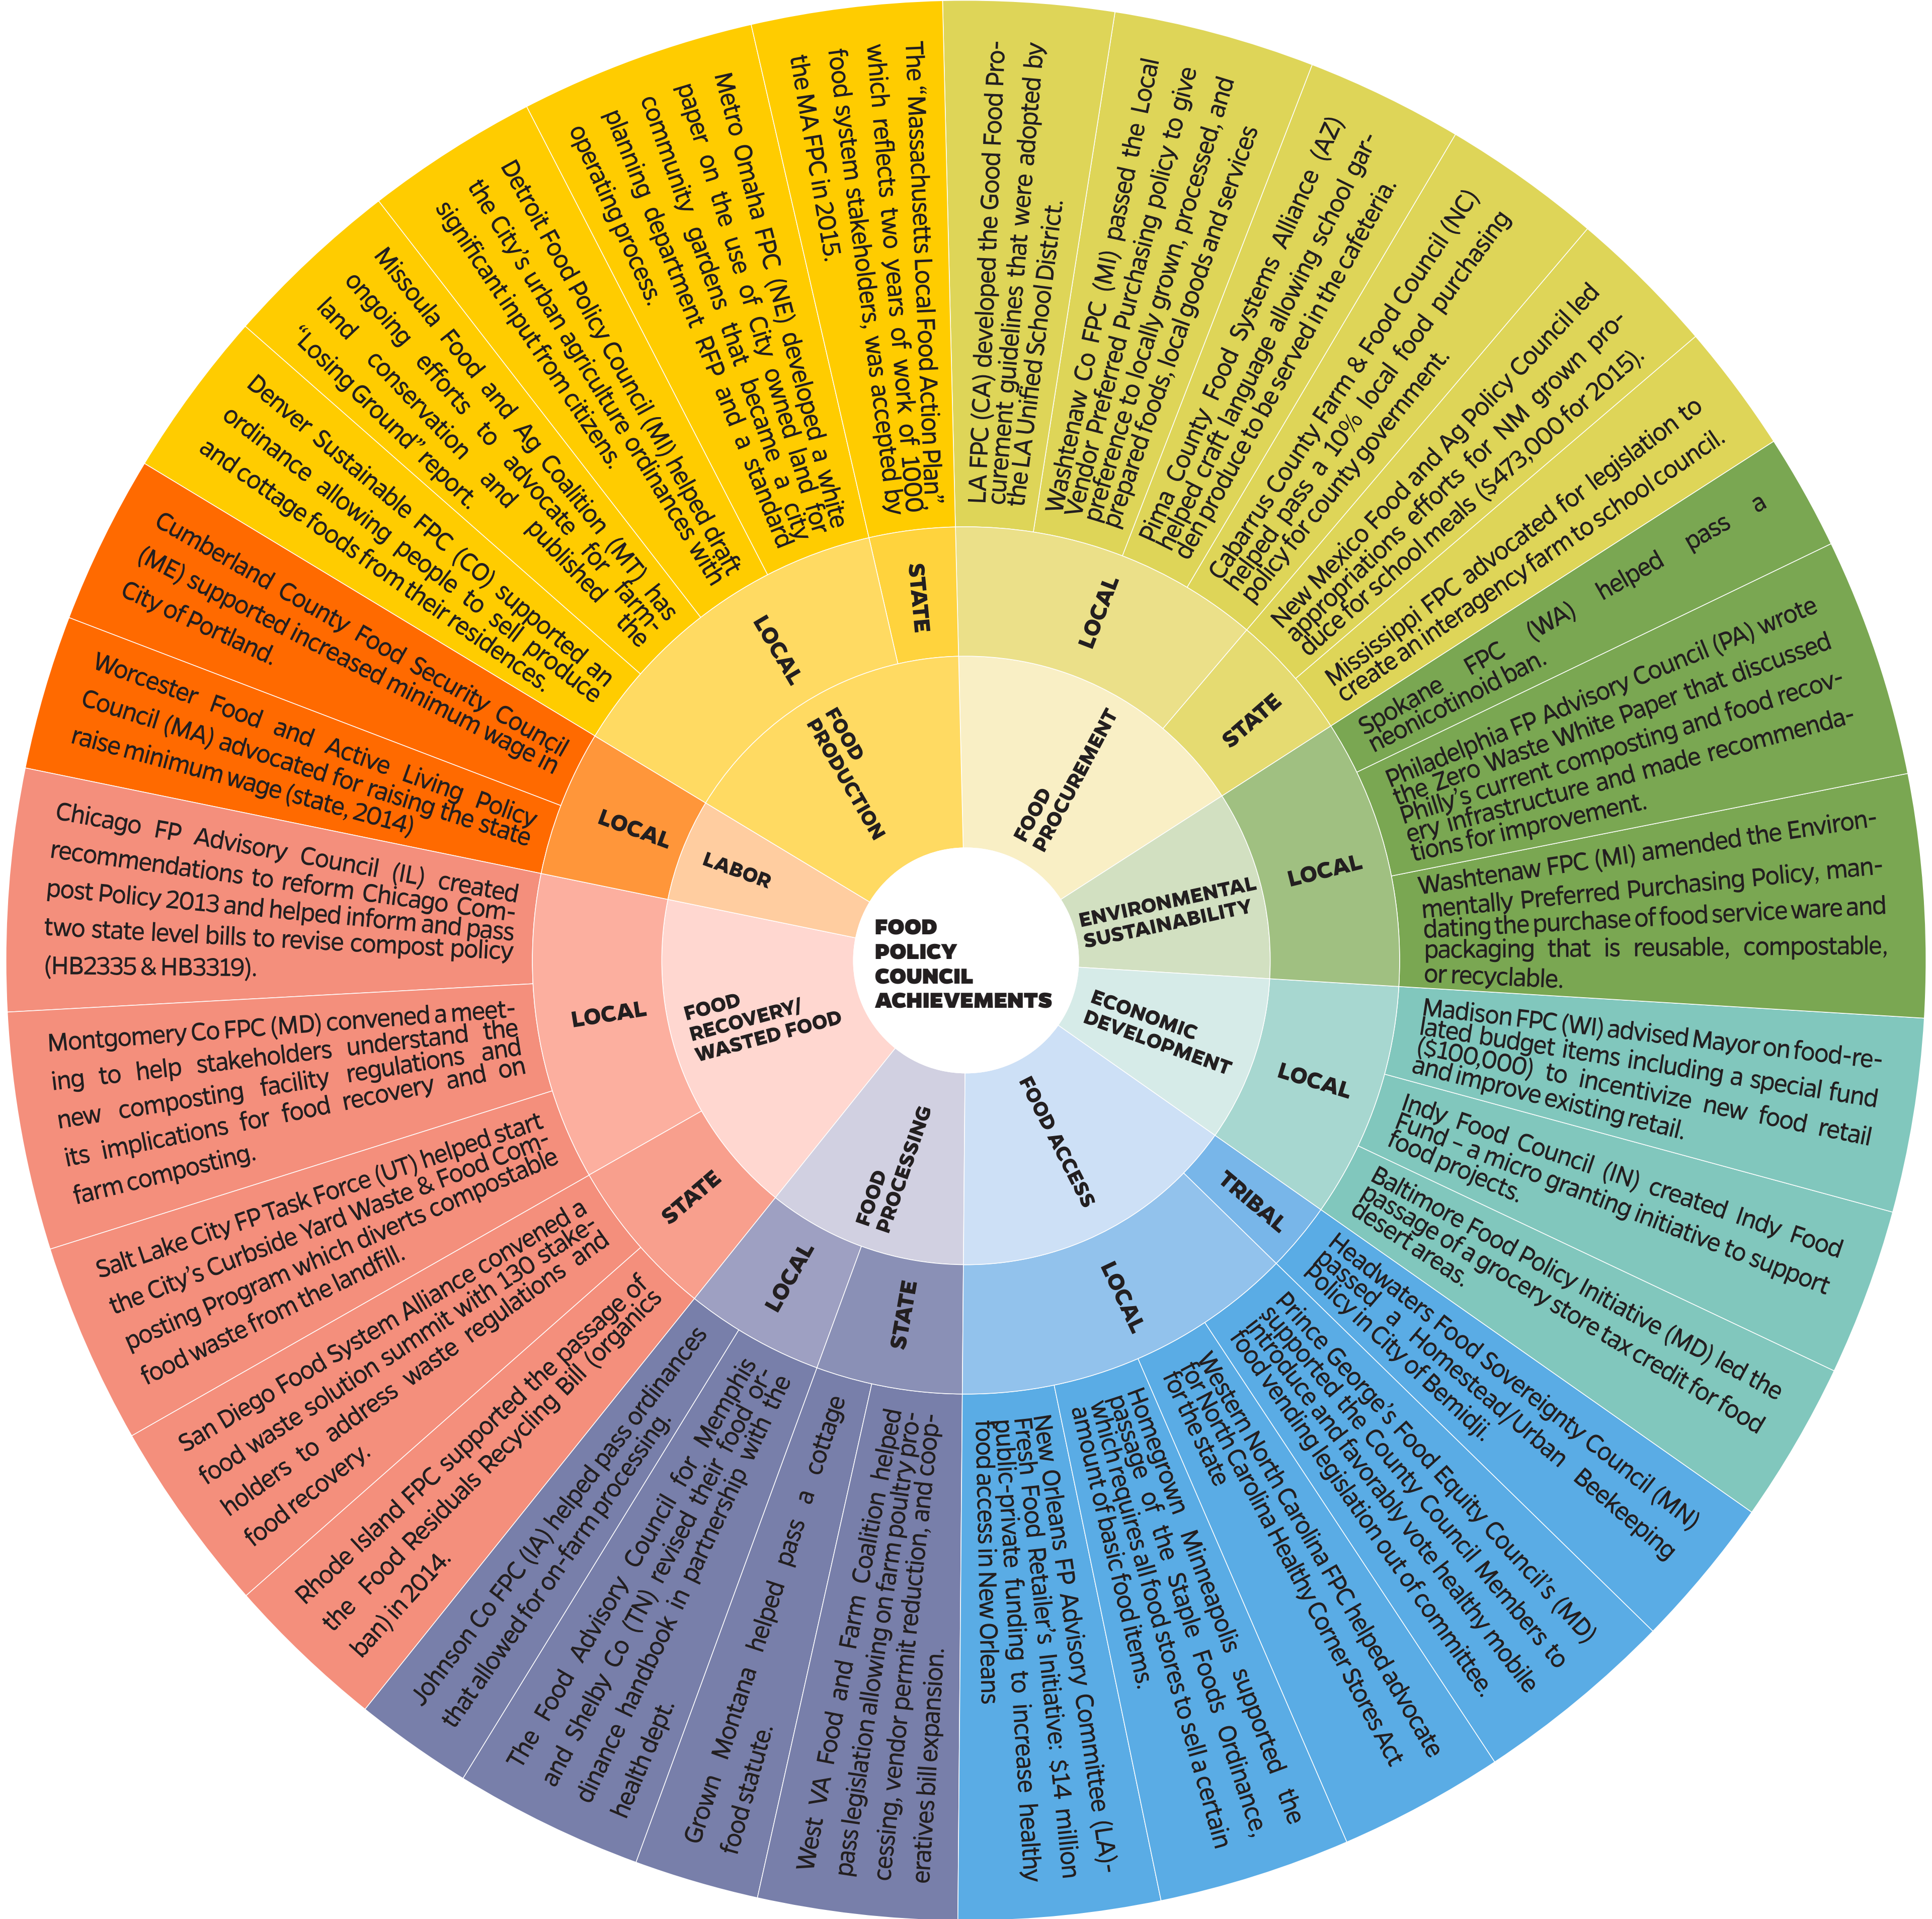 FOOD
POLICY
COUNCIL
ACHIEVEMENTS
FOOD
PROCUREMENT
LOCAL
LA FPC (CA) developed the Good Food Pro-
curement guidelines that were adopted by
the LA Unified School District.
Washtenaw Co FPC (MI) passed the Local
Vendor Preferred Purchasing policy to give
preference to locally grown, processed, and
prepared foods, local goods and services
Pima County Food Systems Alliance (AZ)
helped craft language allowing school gar-
den produce to be served in the cafeteria.
Cabarrus County Farm & Food Council (NC)
helped pass a 10% local food purchasing
policy for county government.
STATE
New Mexico Food and Ag Policy Council led
appropriations efforts for NM grown pro-
duce for school meals ($473,000 for 2015).
Mississippi FPC advocated for legislation to
create an interagency farm to school council.
ENVIRONMENTAL
SUSTAINABILITY
LOCAL
Spokane FPC (WA) helped pass a
neonicotinoid ban.
Philadelphia FP Advisory Council (PA) wrote
the Zero Waste White Paper that discussed
Philly's current composting and food recov-
ery infrastructure and made recommenda-
tions for improvement.
Washtenaw FPC (MI) amended the Environ-
mentally Preferred Purchasing Policy, man-
dating the purchase of food service ware and
packaging that is reusable, compostable,
or recyclable.
ECONOMIC
DEVELOPMENT
LOCAL
Madison FPC (WI) advised Mayor on food-re-
lated budget items including a special fund
($100,000) to incentivize new food retail
and improve existing retail.
Indy Food Council (IN) created Indy Food
Fund – a micro granting initiative to support
food projects.
Baltimore Food Policy Initiative (MD) led the
passage of a grocery store tax credit for food
desert areas.
FOOD ACCESS
TRIBAL
Headwaters Food Sovereignty Council (MN)
passed a Homestead/Urban Beekeeping
policy in City of Bemidji.
LOCAL
Prince George's Food Equity Council's (MD)
supported the County Council Members to
introduce and favorably vote healthy mobile
food vending legislation out of committee.
Western North Carolina FPC helped advocate
for North Carolina Healthy Corner Stores Act
for the state
Homegrown Minneapolis supported the
passage of the Staple Foods Ordinance,
which requires all food stores to sell a certain
amount of basic food items.
New Orleans FP Advisory Committee (LA)-
Fresh Food Retailer's Initiative: $14 million
public-private funding to increase healthy
food access in New Orleans
FOOD
PROCESSING
STATE
West VA Food and Farm Coalition helped
pass legislation allowing on farm poultry pro-
cessing, vendor permit reduction, and coop-
eratives bill expansion.
Grown Montana helped pass a cottage
food statute.
LOCAL
The Food Advisory Council for Memphis
and Shelby Co (TN) revised their food or-
dinance handbook in partnership with the
health dept.
Johnson Co FPC (IA) helped pass ordinances
that allowed for on-farm processing.
FOOD
RECOVERY/
WASTED FOOD
STATE
Rhode Island FPC supported the passage of
the Food Residuals Recycling Bill (organics
ban) in 2014.
San Diego Food System Alliance convened a
food waste solution summit with 130 stake-
holders to address waste regulations and
food recovery.
LOCAL
Salt Lake City FP Task Force (UT) helped start
the City's Curbside Yard Waste & Food Com-
posting Program which diverts compostable
food waste from the landfill.
Montgomery Co FPC (MD) convened a meet-
ing to help stakeholders understand the
new composting facility regulations and
its implications for food recovery and on
farm composting.
Chicago FP Advisory Council (IL) created
recommendations to reform Chicago Com-
post Policy 2013 and helped inform and pass
two state level bills to revise compost policy
(HB2335 & HB3319).
LABOR
LOCAL
Worcester Food and Active Living Policy
Council (MA) advocated for raising the state
raise minimum wage (state, 2014)
Cumberland County Food Security Council
(ME) supported increased minimum wage in
City of Portland.
FOOD
PRODUCTION
LOCAL
Denver Sustainable FPC (CO) supported an
ordinance allowing people to sell produce
and cottage foods from their residences.
Missoula Food and Ag Coalition (MT) has
ongoing efforts to advocate for farm-
land conservation and published the
"Losing Ground" report.
Detroit Food Policy Council (MI) helped draft
the City's urban agriculture ordinances with
significant input from citizens.
Metro Omaha FPC (NE) developed a white
paper on the use of City owned land for
community gardens that became a city
planning department RFP and a standard
operating process.
STATE
The "Massachusetts Local Food Action Plan"
which reflects two years of work of 1000
food system stakeholders, was accepted by
the MA FPC in 2015.